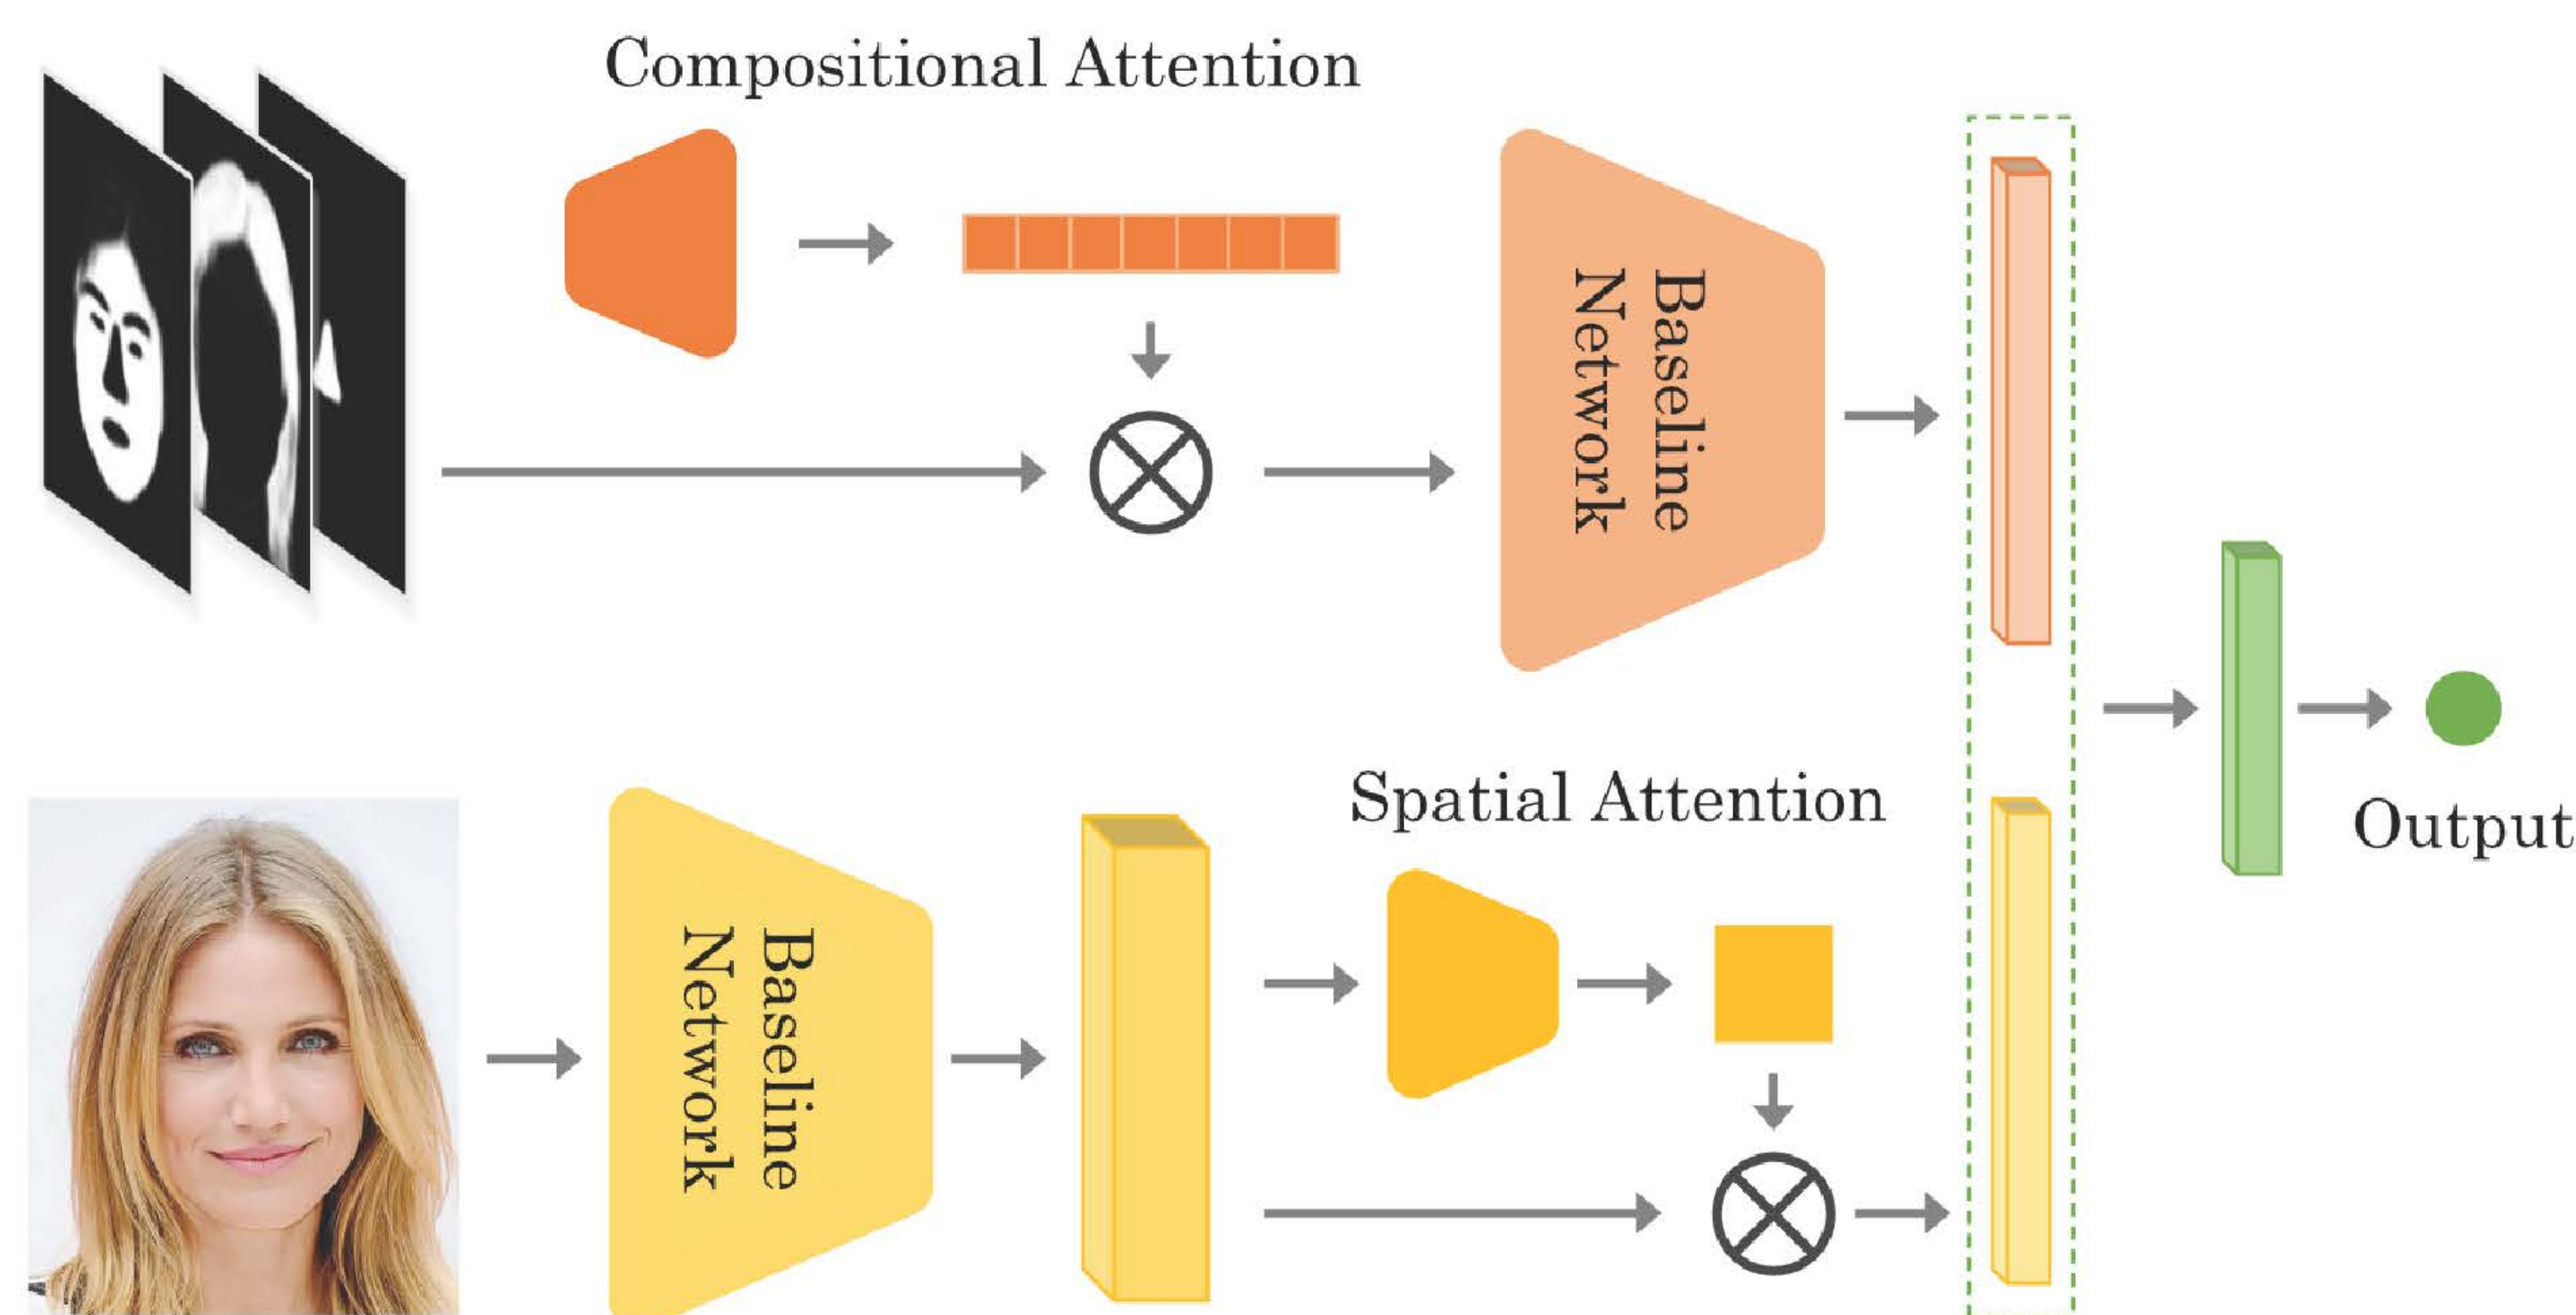 Compositional Attention
Baseline
Network
Spatial Attention
Output
Baseline
Network